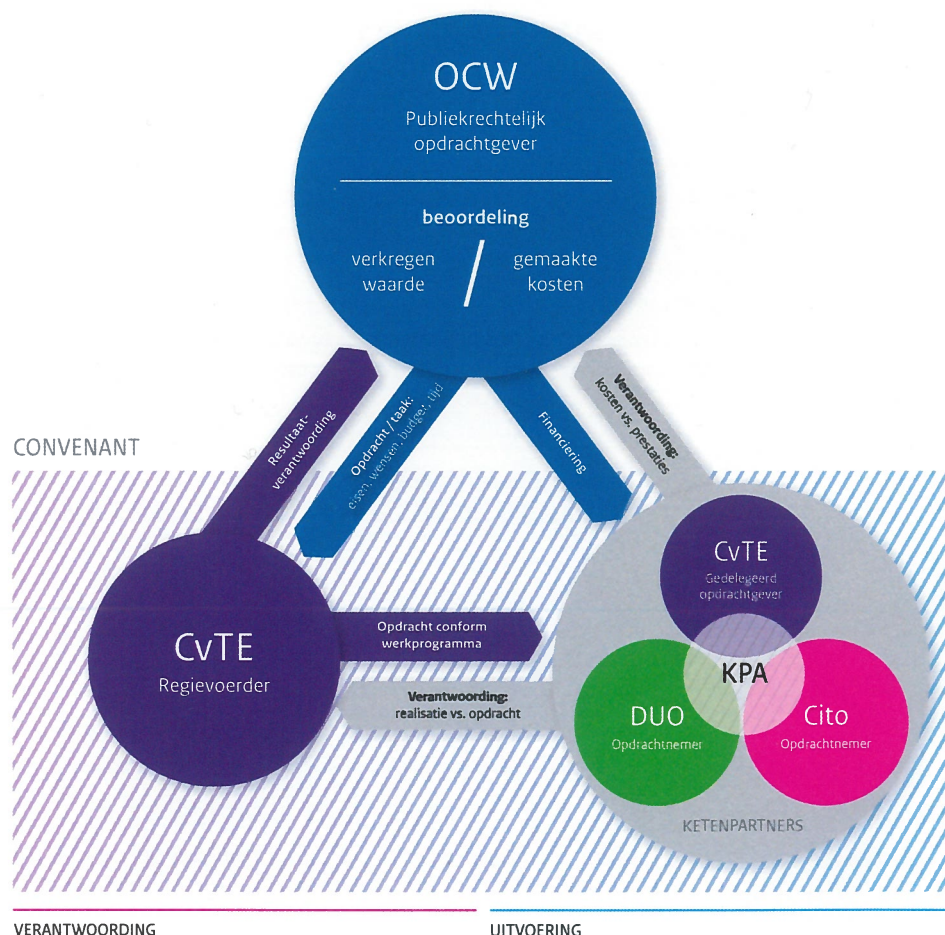 OCW
Publiekrechtelijk
opdrachtgever
beoordeling
verkregen
waarde
/
gemaakte
kosten
Resultaat-
verantwoording
Opdracht / taak:
eisen, wensen, budget, tijd
Financiering
Verantwoording:
kosten vs. prestaties
CONVENANT
CvTE
Regievoerder
Opdracht conform
werkprogramma
Verantwoording:
realisatie vs. opdracht
CvTE
Gedelegeerd
opdrachtgever
KPA
DUO
Opdrachtnemer
Cito
Opdrachtnemer
KETENPARTNERS
VERANTWOORDING
UITVOERING